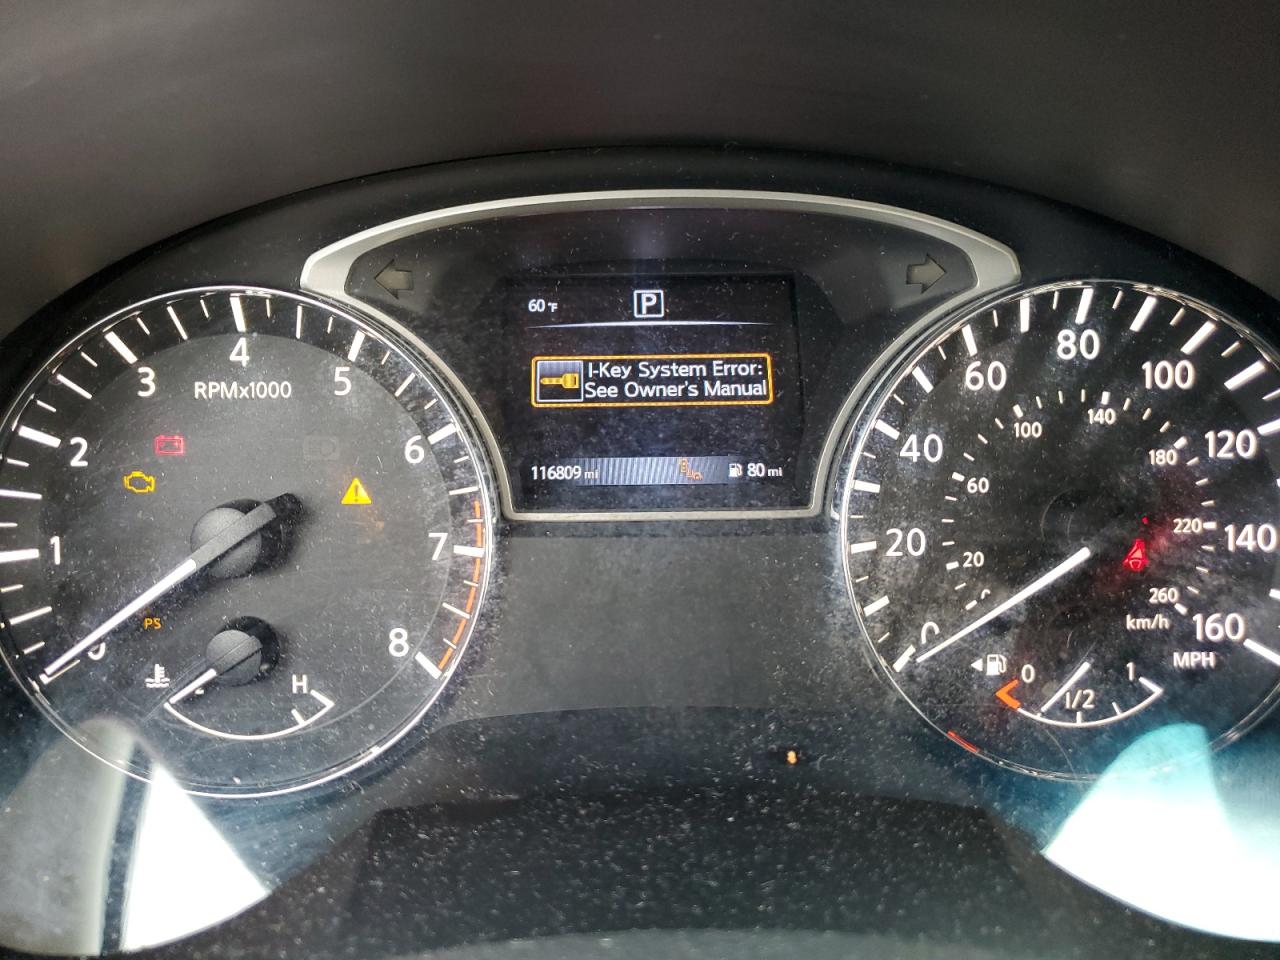 60 °F
P
I-Key System Error:
See Owner's Manual
116809 mi
80 mi
RPMx1000
0
1
2
3
4
5
6
7
8
PS
H
0
20
40
60
80
100
120
140
160
MPH
20
60
100
140
180
220
260
km/h
0
1/2
1